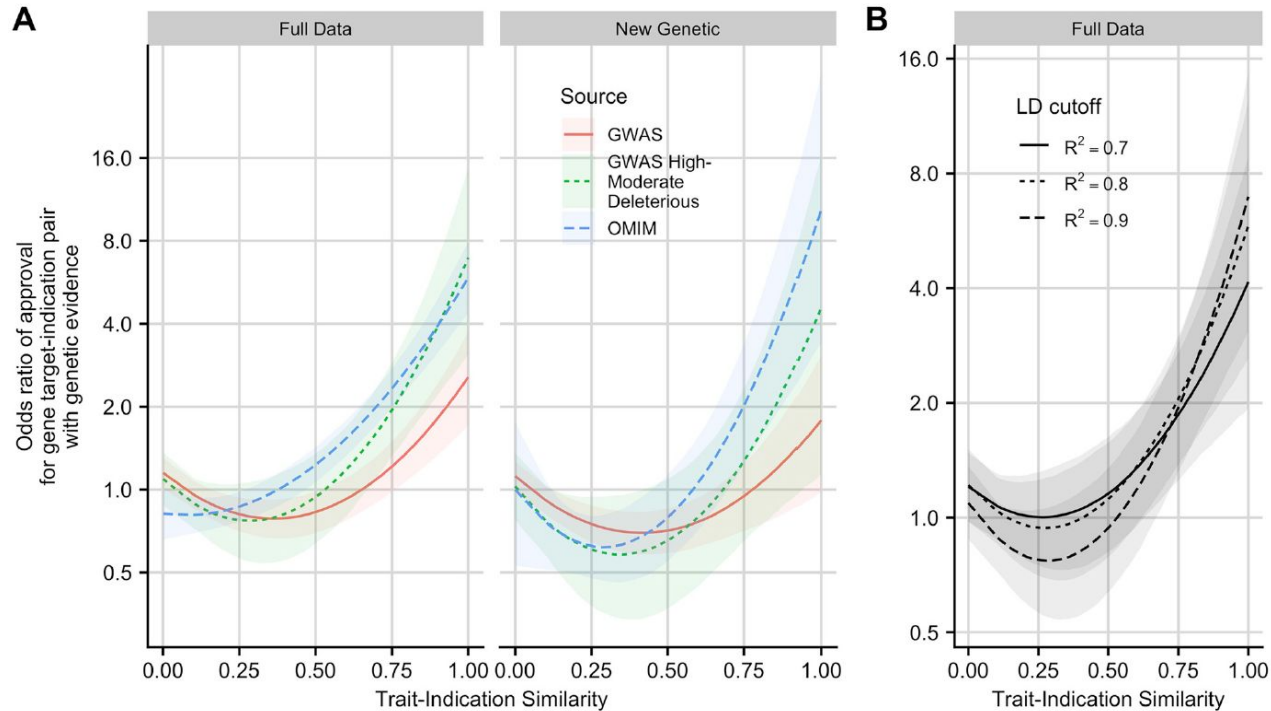 A
Full Data
New Genetic
Source
GWAS
GWAS High-
Moderate
Deleterious
OMIM
Odds ratio of approval
for gene target-indication pair
with genetic evidence
16.0
8.0
4.0
2.0
1.0
0.5
0.00 0.25 0.50 0.75 1.00
0.00 0.25 0.50 0.75 1.00
Trait-Indication Similarity
B
Full Data
LD cutoff
R² = 0.7
R² = 0.8
R² = 0.9
16.0
8.0
4.0
2.0
1.0
0.5
0.00 0.25 0.50 0.75 1.00
Trait-Indication Similarity